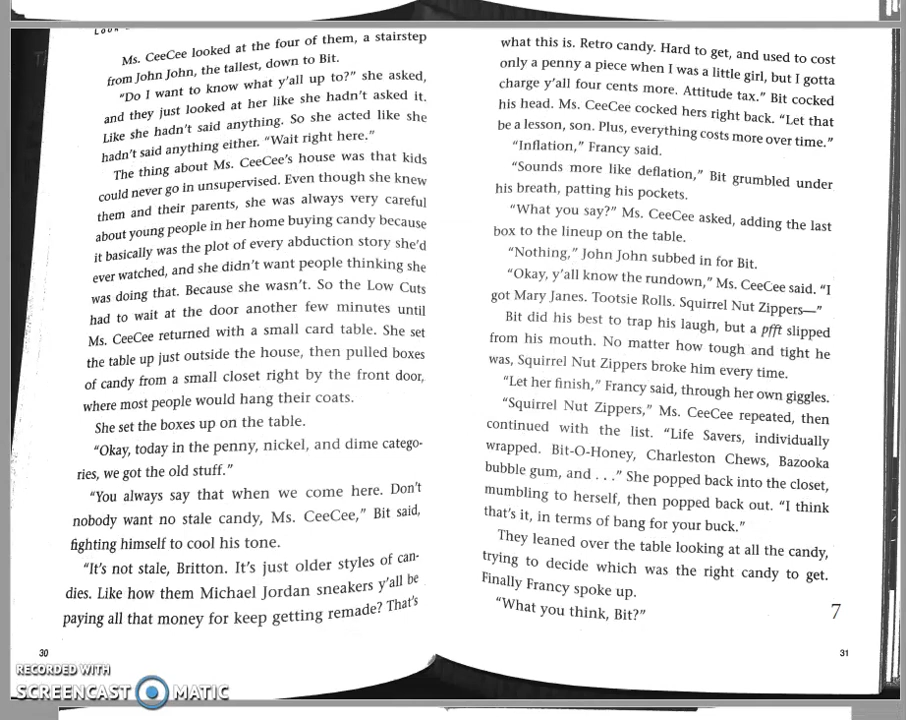 Ms. CeeCee looked at the four of them, a stairstep
from John John, the tallest, down to Bit.
“Do I want to know what y’all up to?” she asked,
and they just looked at her like she hadn’t asked it.
Like she hadn’t said anything. So she acted like she
hadn’t said anything either. “Wait right here.”
The thing about Ms. CeeCee’s house was that kids
could never go in unsupervised. Even though she knew
them and their parents, she was always very careful
about young people in her home buying candy because
it basically was the plot of every abduction story she’d
ever watched, and she didn’t want people thinking she
was doing that. Because she wasn’t. So the Low Cuts
had to wait at the door another few minutes until
Ms. CeeCee returned with a small card table. She set
the table up just outside the house, then pulled boxes
of candy from a small closet right by the front door,
where most people would hang their coats.
She set the boxes up on the table.
“Okay, today in the penny, nickel, and dime catego-
ries, we got the old stuff.”
“You always say that when we come here. Don’t
nobody want no stale candy, Ms. CeeCee,” Bit said,
fighting himself to cool his tone.
“It’s not stale, Britton. It’s just older styles of can-
dies. Like how them Michael Jordan sneakers y’all be
paying all that money for keep getting remade? That’s
30
what this is. Retro candy. Hard to get, and used to cost
only a penny a piece when I was a little girl, but I gotta
charge y’all four cents more. Attitude tax.” Bit cocked
his head. Ms. CeeCee cocked hers right back. “Let that
be a lesson, son. Plus, everything costs more over time.”
“Inflation,” Francy said.
“Sounds more like deflation,” Bit grumbled under
his breath, patting his pockets.
“What you say?” Ms. CeeCee asked, adding the last
box to the lineup on the table.
“Nothing,” John John subbed in for Bit.
“Okay, y’all know the rundown,” Ms. CeeCee said. “I
got Mary Janes. Tootsie Rolls. Squirrel Nut Zippers—”
Bit did his best to trap his laugh, but a pfft slipped
from his mouth. No matter how tough and tight he
was, Squirrel Nut Zippers broke him every time.
“Let her finish,” Francy said, through her own giggles.
“Squirrel Nut Zippers,” Ms. CeeCee repeated, then
continued with the list. “Life Savers, individually
wrapped. Bit-O-Honey, Charleston Chews, Bazooka
bubble gum, and . . .” She popped back into the closet,
mumbling to herself, then popped back out. “I think
that’s it, in terms of bang for your buck.”
They leaned over the table looking at all the candy,
trying to decide which was the right candy to get.
Finally Francy spoke up.
“What you think, Bit?”
7
31
RECORDED WITH
SCREENCAST MATIC